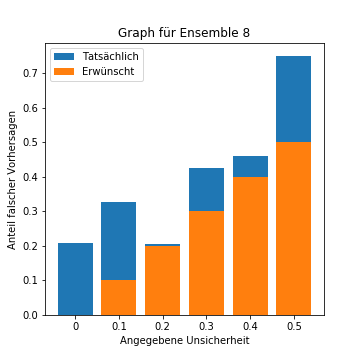 Graph für Ensemble 8
Tatsächlich
Erwünscht
Anteil falscher Vorhersagen
0.7
0.6
0.5
0.4
0.3
0.2
0.1
0.0
0 0.1 0.2 0.3 0.4 0.5
Angegebene Unsicherheit